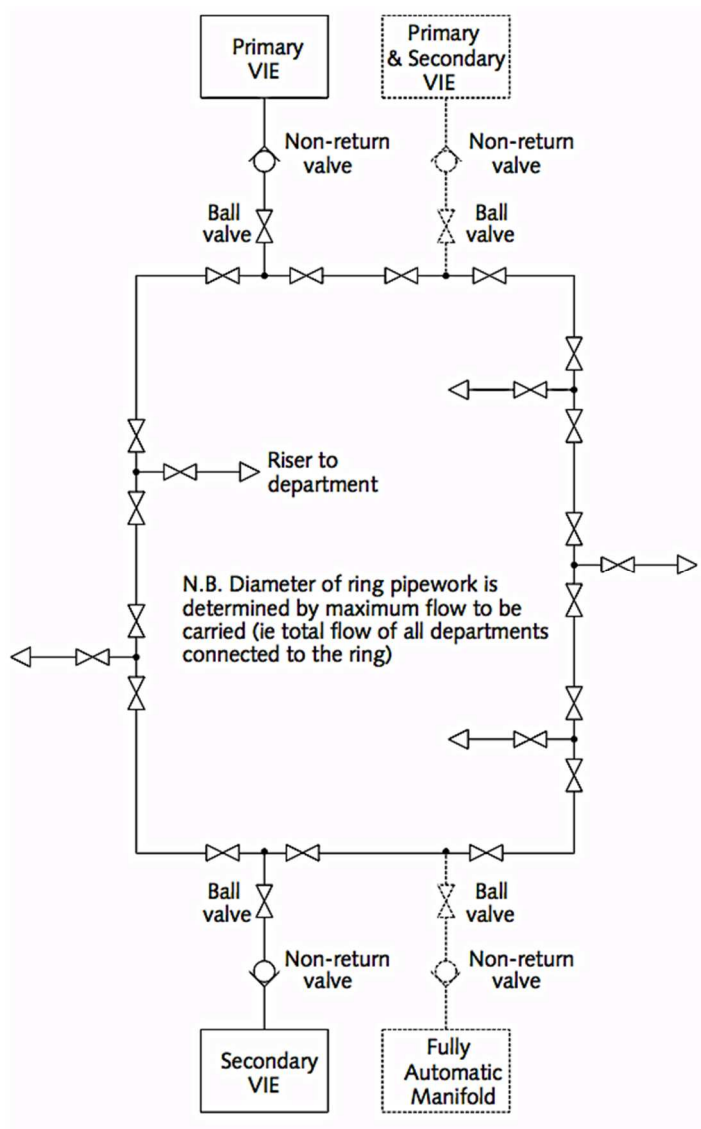 Primary
VIE
Primary
& Secondary
VIE
Non-return
valve
Non-return
valve
Ball
valve
Ball
valve
Riser to
department
N.B. Diameter of ring pipework is
determined by maximum flow to be
carried (ie total flow of all departments
connected to the ring)
Ball
valve
Ball
valve
Non-return
valve
Non-return
valve
Secondary
VIE
Fully
Automatic
Manifold